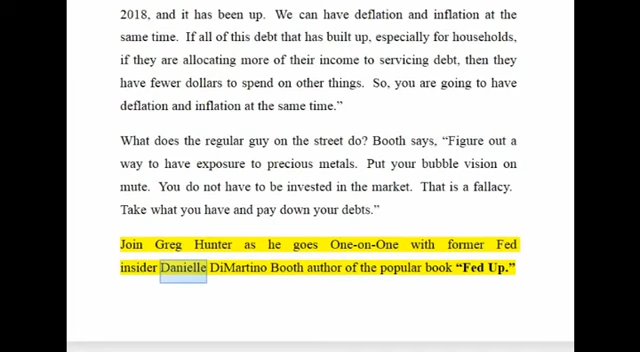 2018, and it has been up. We can have deflation and inflation at the
same time. If all of this debt that has built up, especially for households,
if they are allocating more of their income to servicing debt, then they
have fewer dollars to spend on other things. So, you are going to have
deflation and inflation at the same time.”
What does the regular guy on the street do? Booth says, “Figure out a
way to have exposure to precious metals. Put your bubble vision on
mute. You do not have to be invested in the market. That is a fallacy.
Take what you have and pay down your debts.”
Join Greg Hunter as he goes One-on-One with former Fed
insider Danielle DiMartino Booth author of the popular book “Fed Up.”